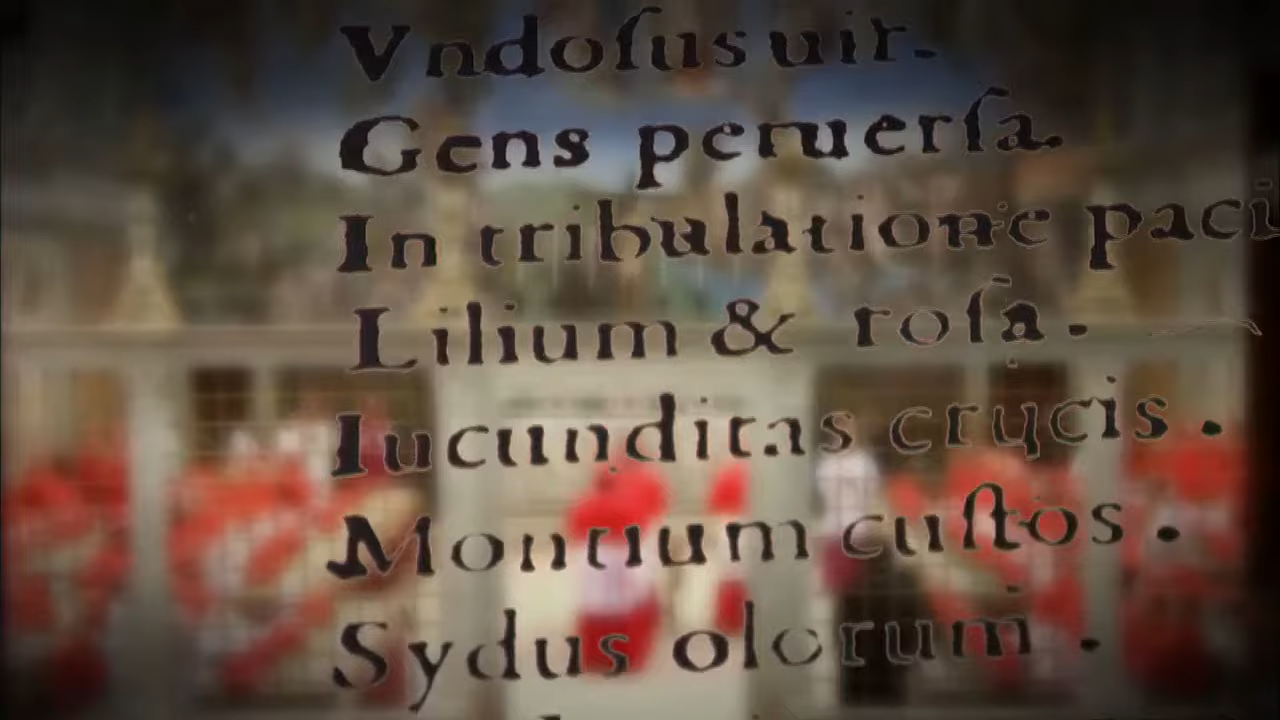 Vndoſus uir.
Gens peruerſa.
In tribulatione paci
Lilium & roſa.
Iucunditas crucis.
Montium cuſtos.
Sydus olorum.